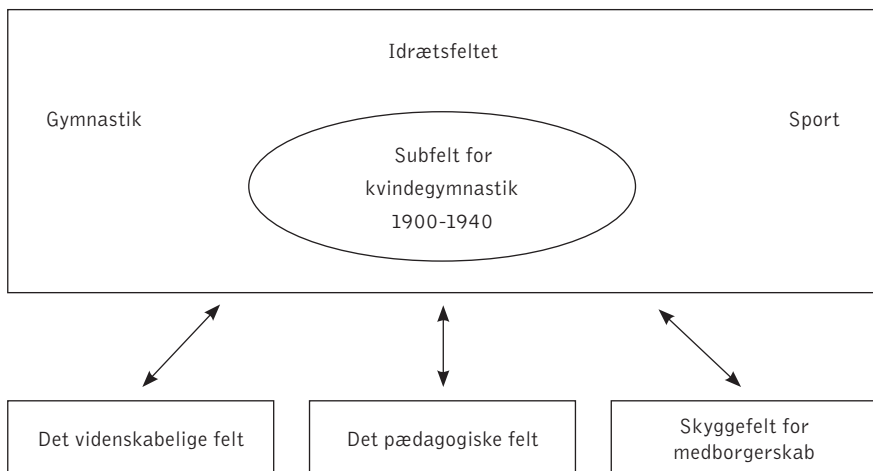 Idrætsfeltet
Gymnastik
Sport
Subfelt for
kvindegymnastik
1900-1940
Det videnskabelige felt
Det pædagogiske felt
Skyggefelt for
medborgerskab